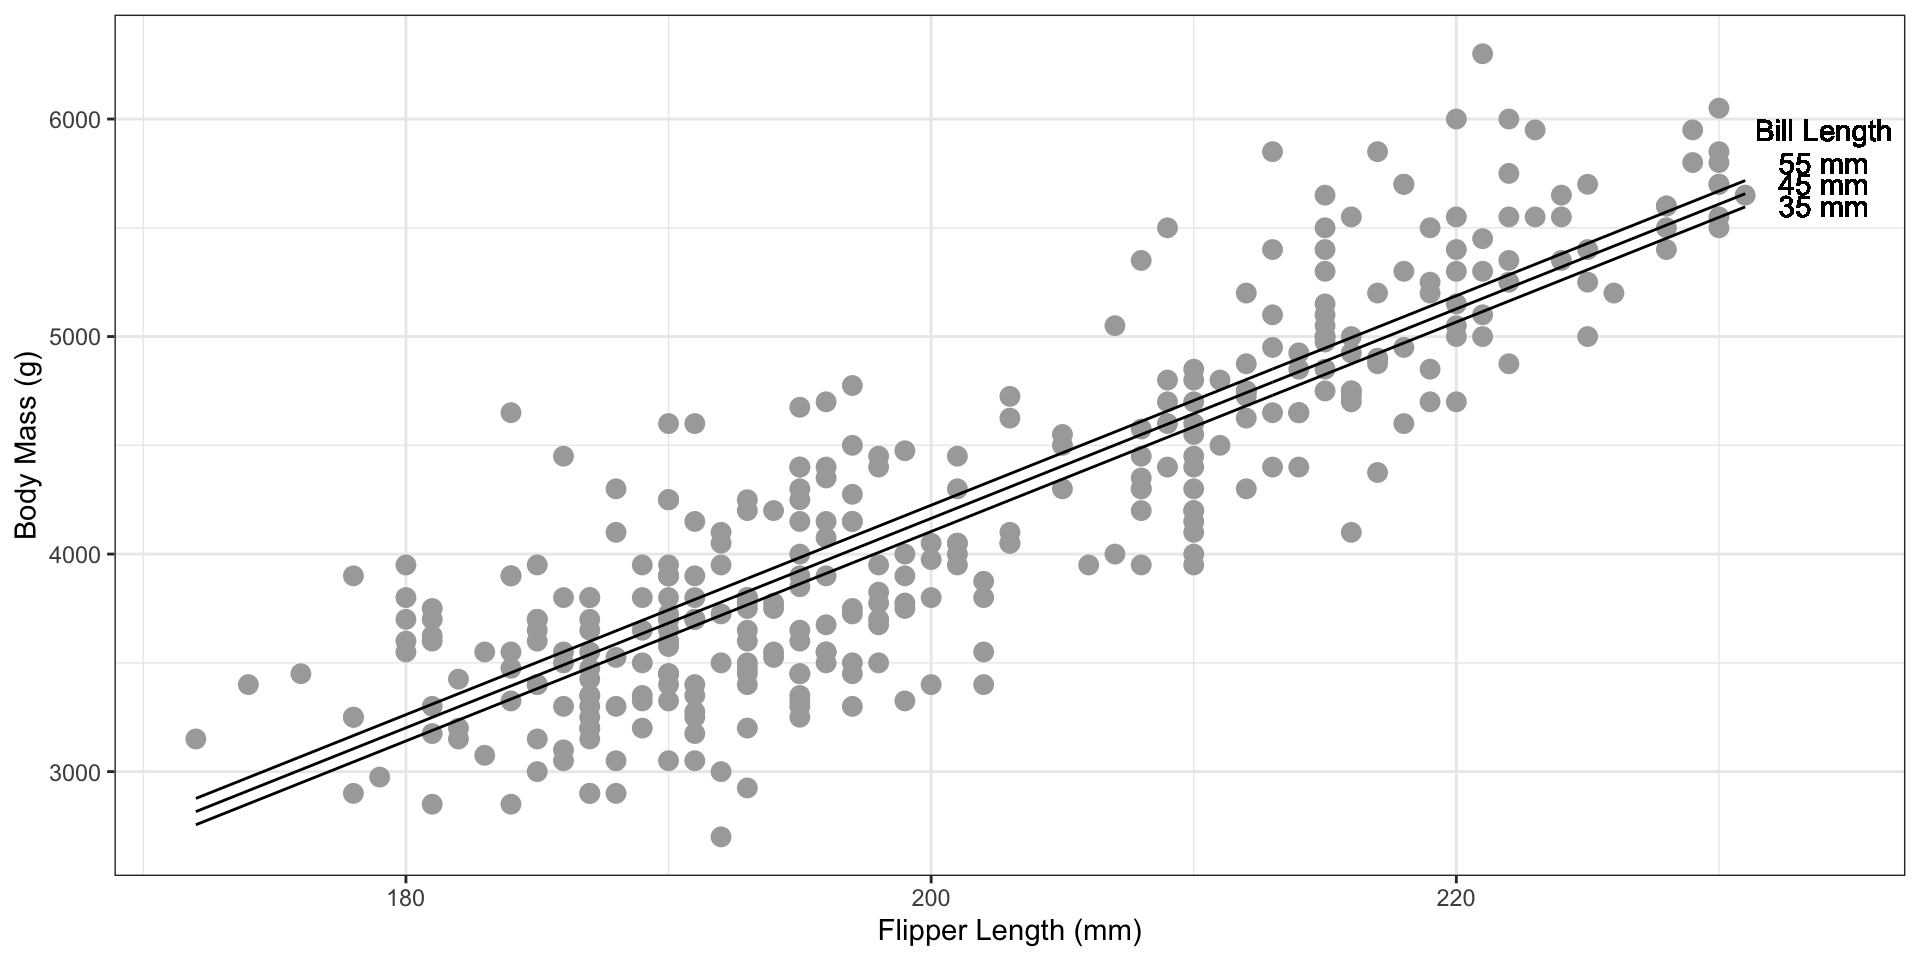 6000
5000
4000
3000
Body Mass (g)
Bill Length
55 mm
45 mm
35 mm
180
200
220
Flipper Length (mm)